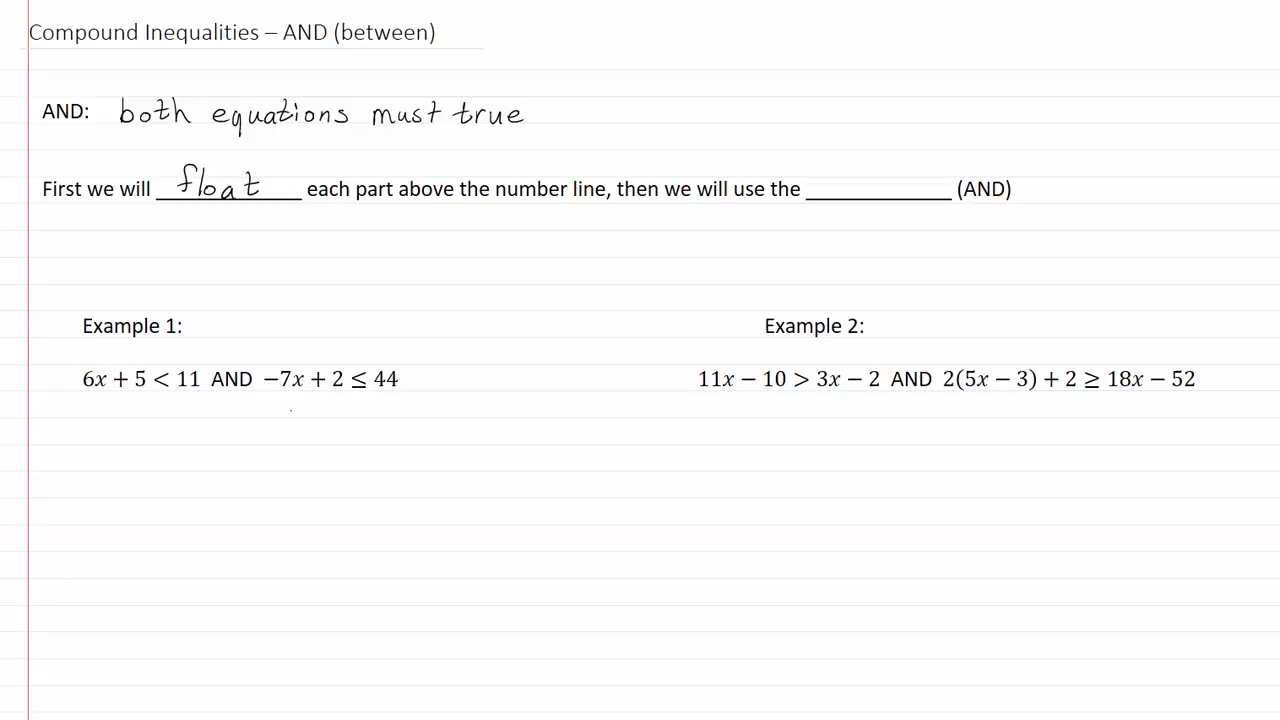 Compound Inequalities – AND (between)
AND: both equations must true
First we will float each part above the number line, then we will use the ____________ (AND)
Example 1: Example 2:
6x + 5 < 11 AND −7x + 2 ≤ 44 11x − 10 > 3x − 2 AND 2(5x − 3) + 2 ≥ 18x − 52